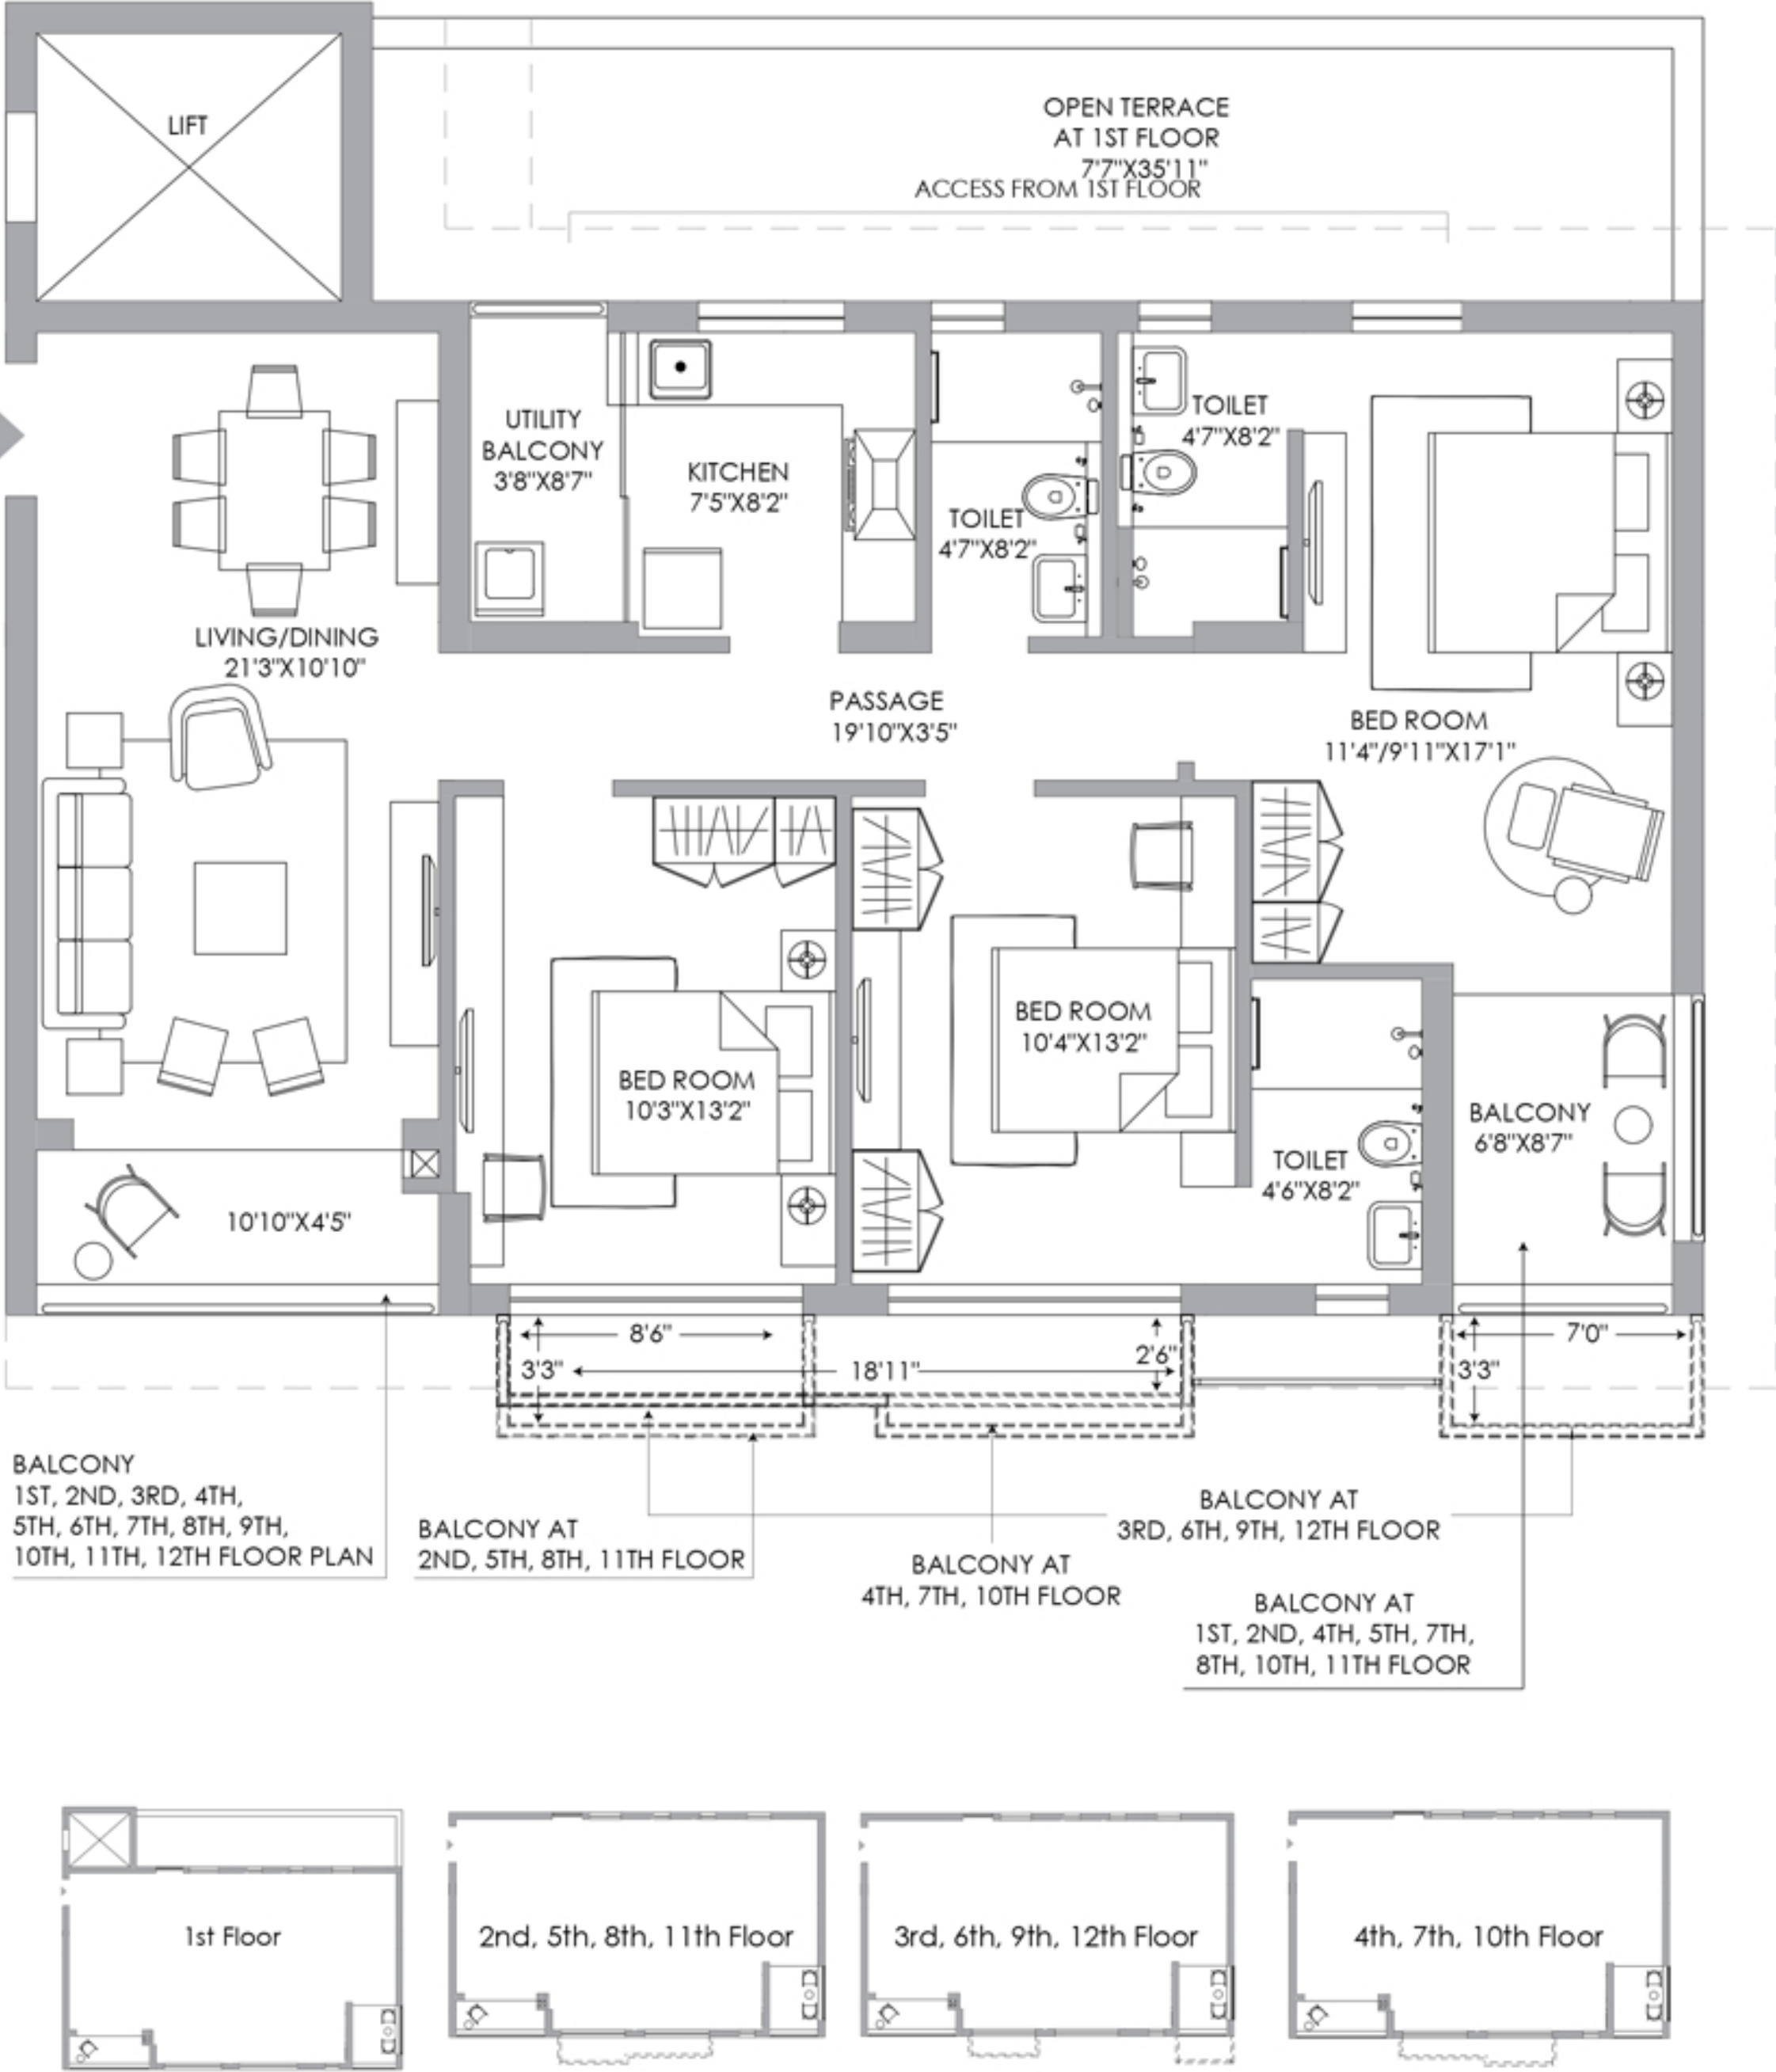 LIFT
OPEN TERRACE
AT 1ST FLOOR
7'7"X35'11"
ACCESS FROM 1ST FLOOR
UTILITY
BALCONY
3'8"X8'7"
KITCHEN
7'5"X8'2"
TOILET
4'7"X8'2"
TOILET
4'7"X8'2"
LIVING/DINING
21'3"X10'10"
PASSAGE
19'10"X3'5"
BED ROOM
11'4"/9'11"X17'1"
BED ROOM
10'3"X13'2"
BED ROOM
10'4"X13'2"
TOILET
4'6"X8'2"
BALCONY
6'8"X8'7"
10'10"X4'5"
8'6"
3'3"
18'11"
2'6"
7'0"
3'3"
BALCONY
1ST, 2ND, 3RD, 4TH,
5TH, 6TH, 7TH, 8TH, 9TH,
10TH, 11TH, 12TH FLOOR PLAN
BALCONY AT
2ND, 5TH, 8TH, 11TH FLOOR
BALCONY AT
4TH, 7TH, 10TH FLOOR
BALCONY AT
3RD, 6TH, 9TH, 12TH FLOOR
BALCONY AT
1ST, 2ND, 4TH, 5TH, 7TH,
8TH, 10TH, 11TH FLOOR
1st Floor
2nd, 5th, 8th, 11th Floor
3rd, 6th, 9th, 12th Floor
4th, 7th, 10th Floor